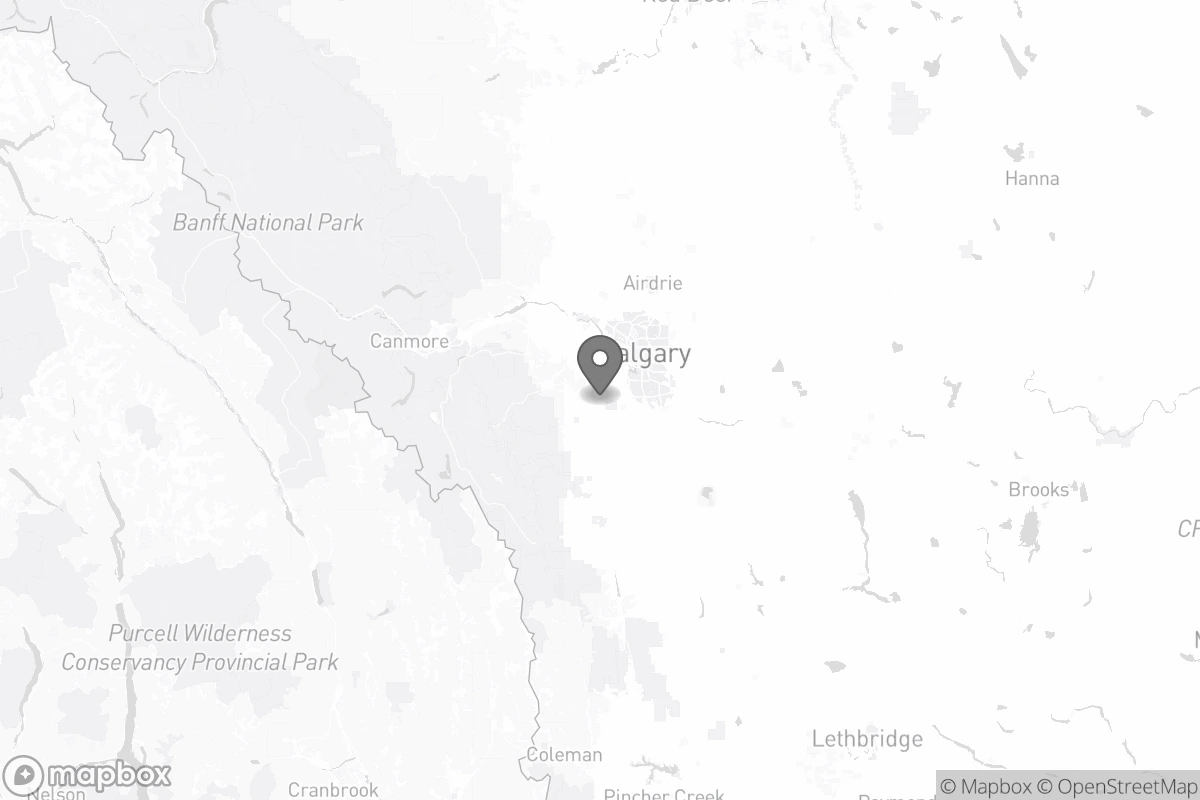 Red Deer
Hanna
Banff National Park
Airdrie
Canmore
algary
Brooks
CF
Purcell Wilderness
Conservancy Provincial Park
Lethbridge
Coleman
mapbox
Nelson
Cranbrook
Pincher Creek
Raymond
© Mapbox © OpenStreetMap